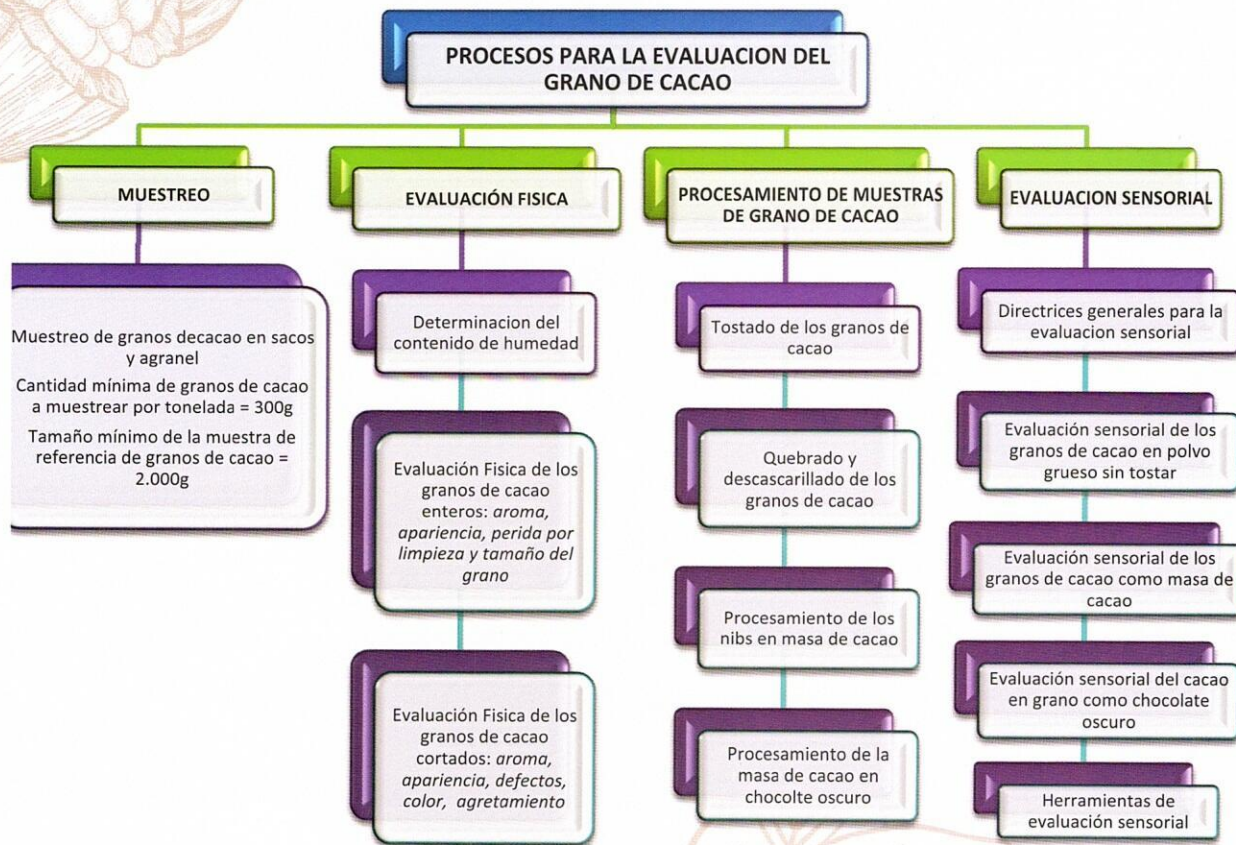 PROCESOS PARA LA EVALUACION DEL
GRANO DE CACAO
MUESTREO
Muestreo de granos decacao en sacos
y agranel
Cantidad mínima de granos de cacao
a muestrear por tonelada = 300g
Tamaño mínimo de la muestra de
referencia de granos de cacao =
2.000g
EVALUACIÓN FISICA
Determinacion del
contenido de humedad
Evaluación Fisica de los
granos de cacao
enteros: aroma,
apariencia, perida por
limpieza y tamaño del
grano
Evaluación Fisica de los
granos de cacao
cortados: aroma,
apariencia, defectos,
color, agretamiento
PROCESAMIENTO DE MUESTRAS
DE GRANO DE CACAO
Tostado de los granos de
cacao
Quebrado y
descascarillado de los
granos de cacao
Procesamiento de los
nibs en masa de cacao
Procesamiento de la
masa de cacao en
chocolte oscuro
EVALUACION SENSORIAL
Directrices generales para la
evaluacion sensorial
Evaluación sensorial de los
granos de cacao en polvo
grueso sin tostar
Evaluación sensorial de los
granos de cacao como masa de
cacao
Evaluación sensorial del cacao
en grano como chocolate
oscuro
Herramientas de
evaluación sensorial